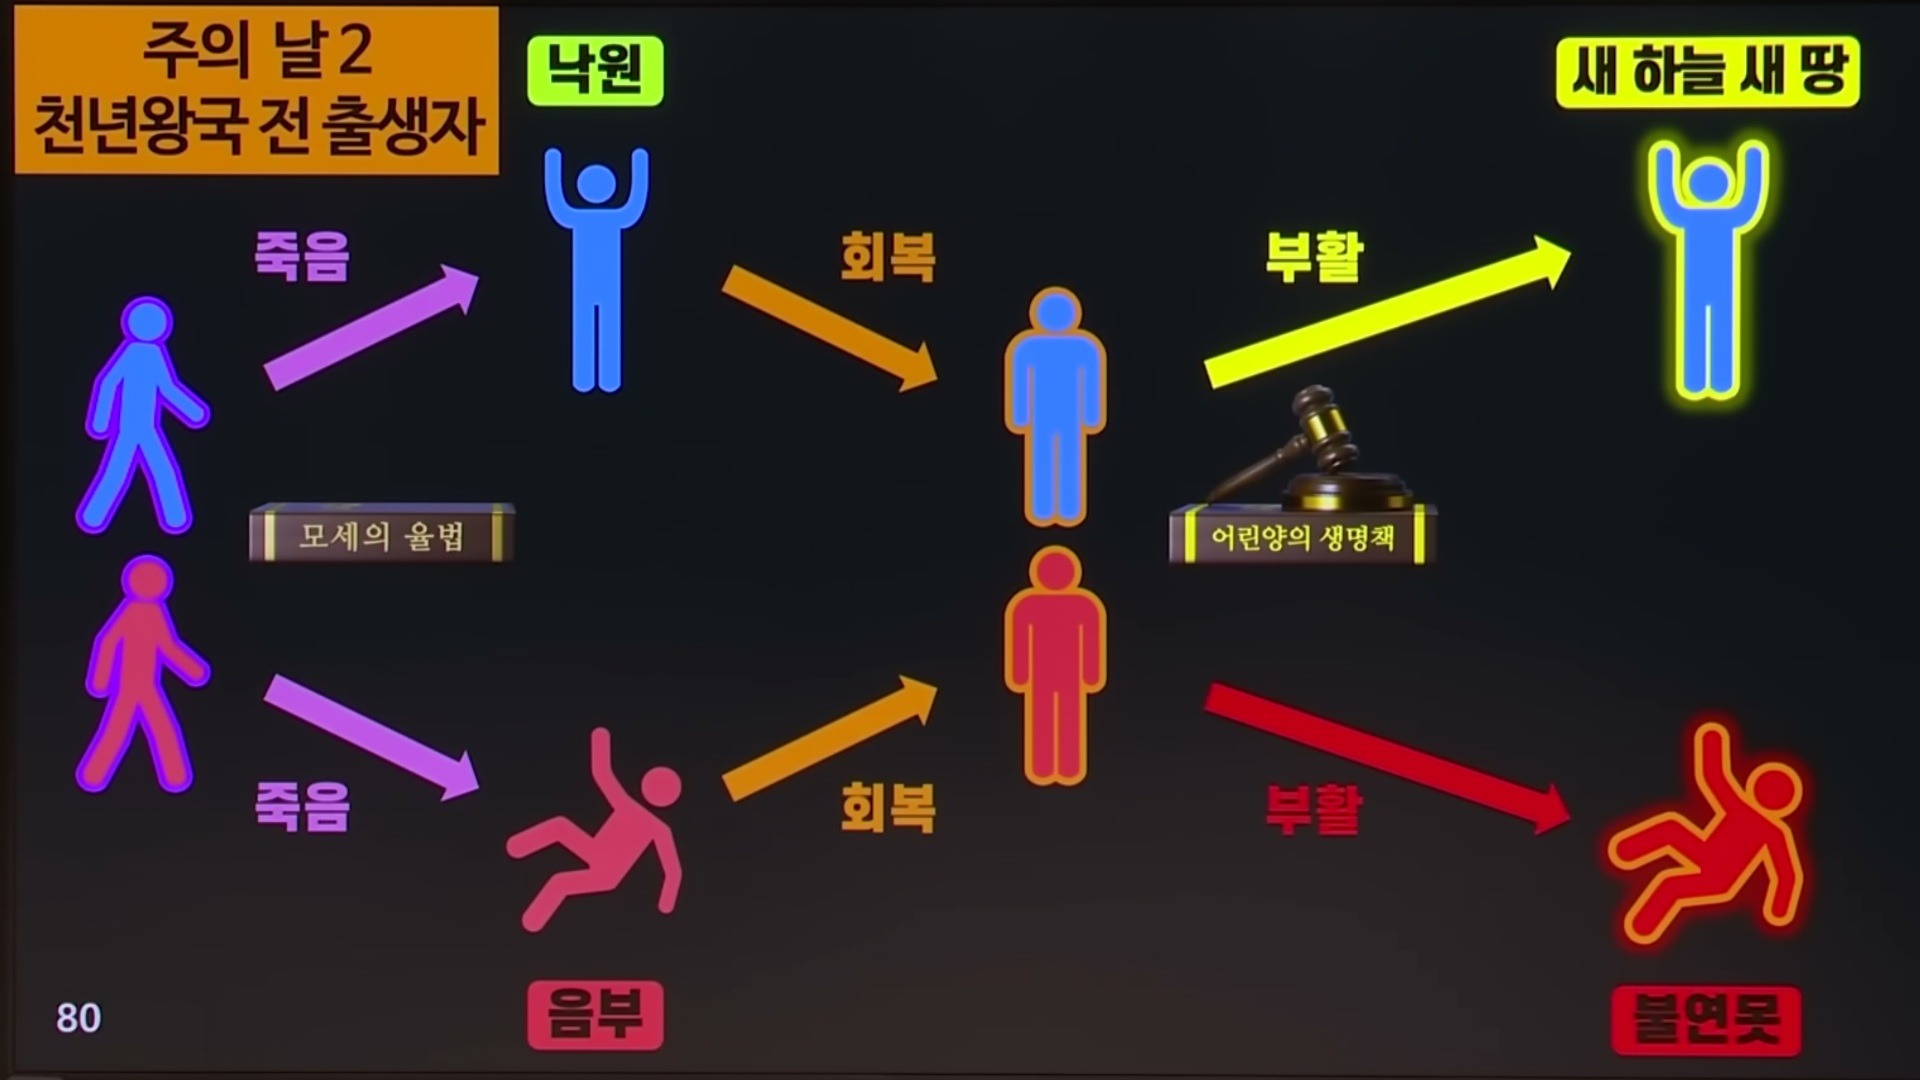 주의 날 2
천년왕국 전 출생자
낙원
새 하늘 새 땅
죽음
회복
부활
모세의 율법
어린양의 생명책
죽음
회복
부활
음부
불연못
80